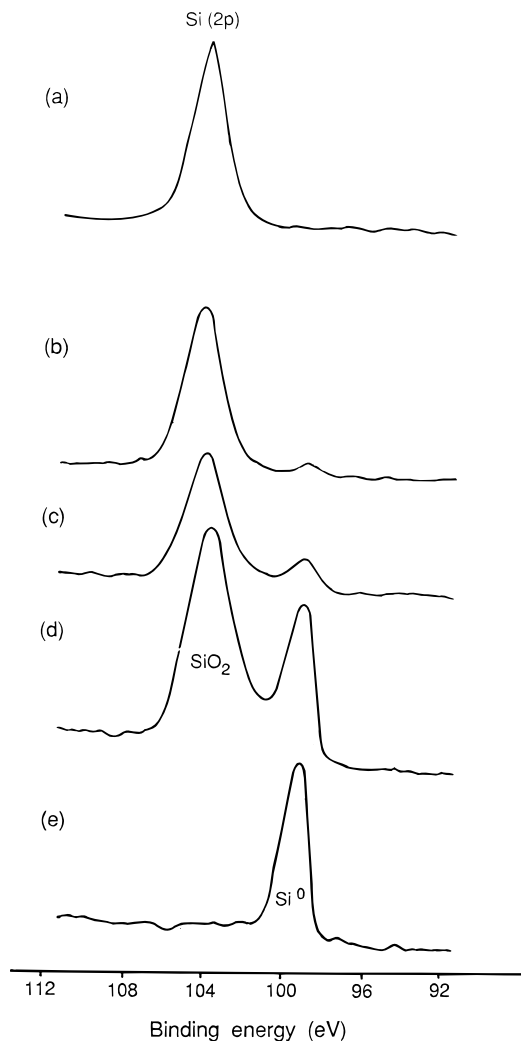 Si (2p)
(a)
(b)
(c)
(d)
SiO2
(e)
Si 0
112 108 104 100 96 92
Binding energy (eV)